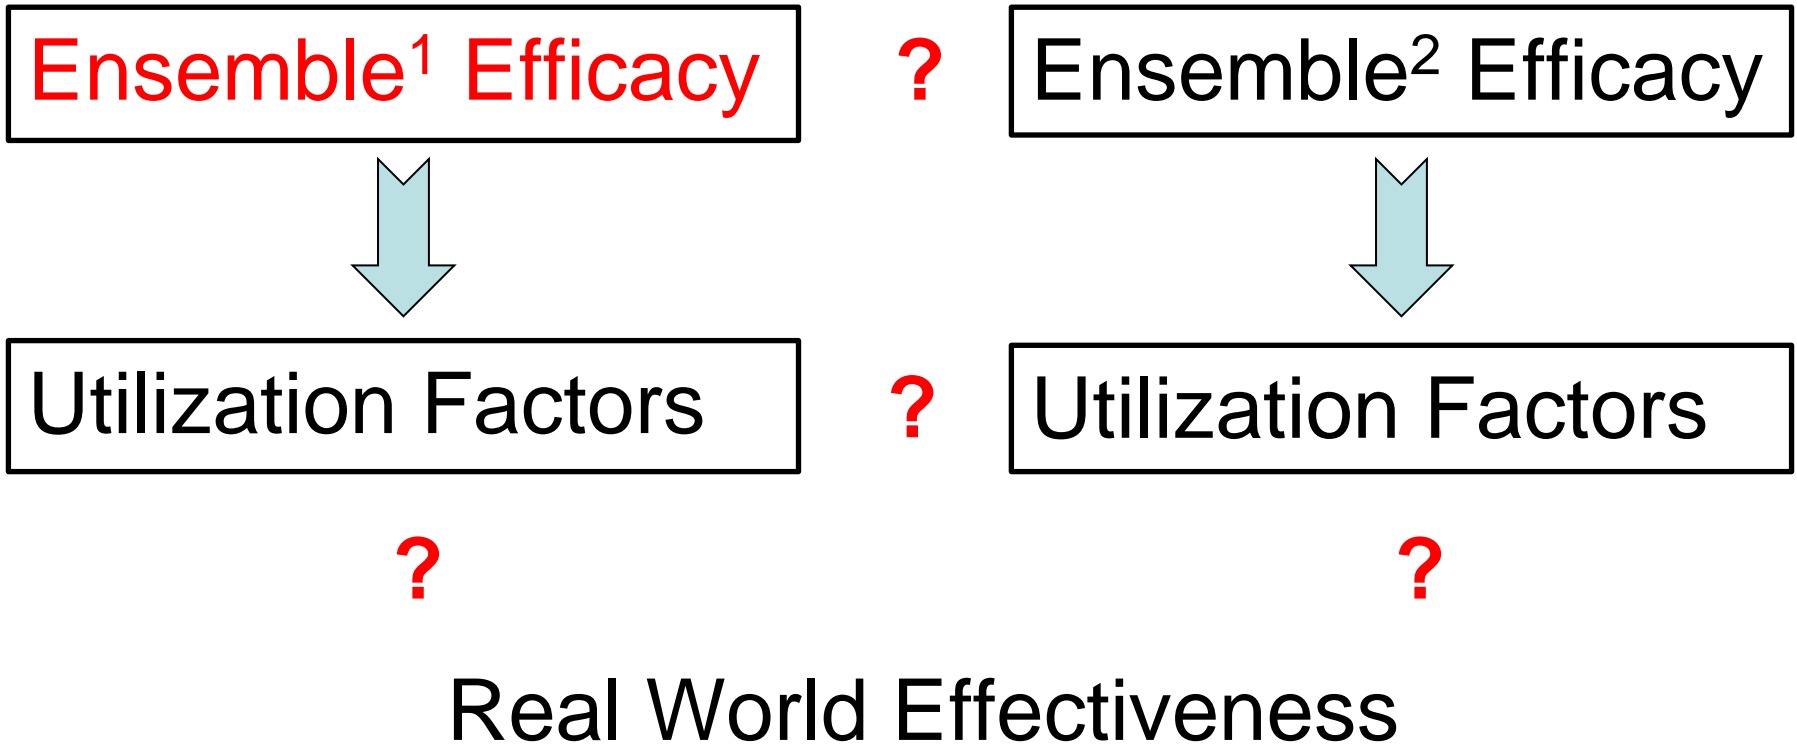 Ensemble¹ Efficacy ? Ensemble² Efficacy
Utilization Factors ? Utilization Factors
? ?
Real World Effectiveness